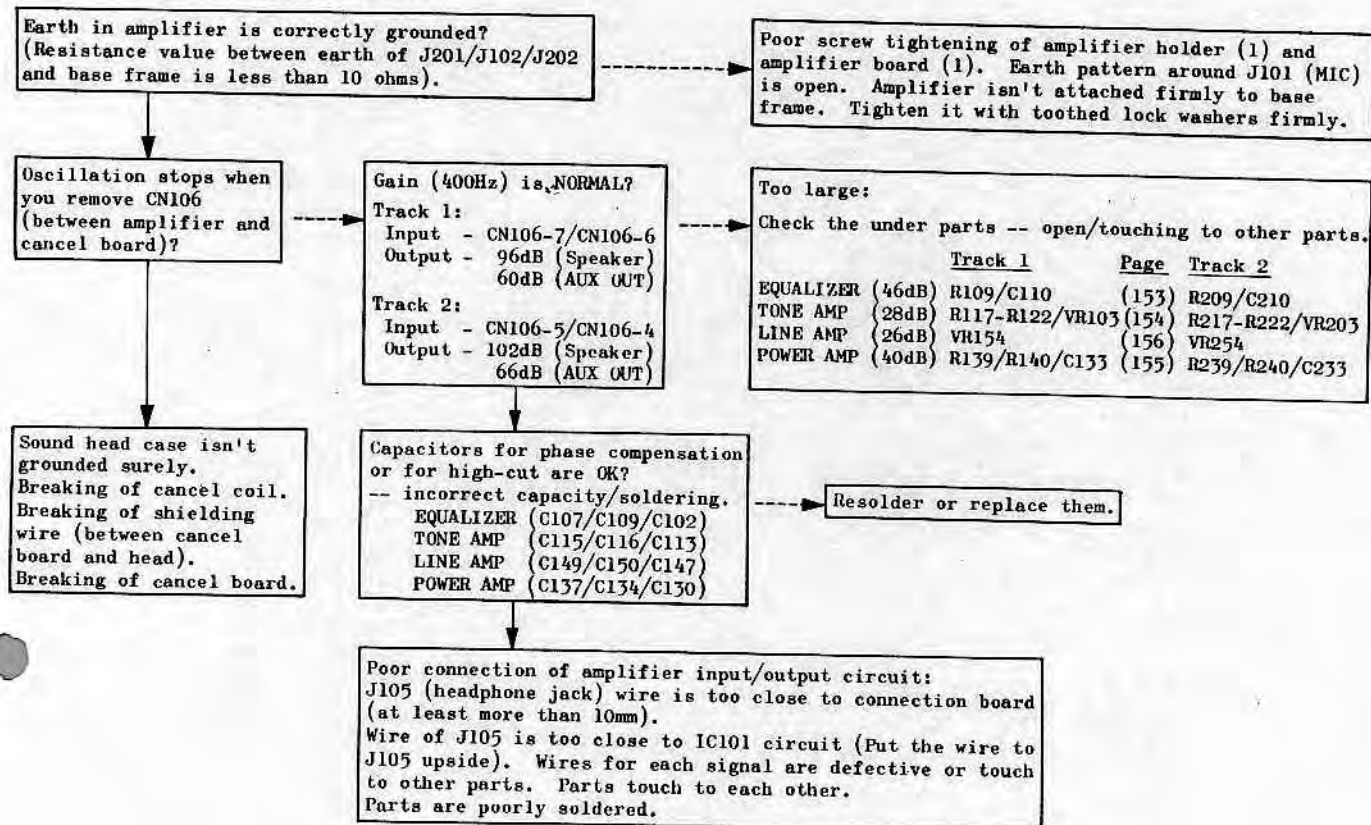 Earth in amplifier is correctly grounded?
(Resistance value between earth of J201/J102/J202
and base frame is less than 10 ohms).
Poor screw tightening of amplifier holder (1) and
amplifier board (1). Earth pattern around J101 (MIC)
is open. Amplifier isn't attached firmly to base
frame. Tighten it with toothed lock washers firmly.
Oscillation stops when
you remove CN106
(between amplifier and
cancel board)?
Gain (400Hz) is NORMAL?
Track 1:
Input - CN106-7/CN106-6
Output - 96dB (Speaker)
60dB (AUX OUT)
Track 2:
Input - CN106-5/CN106-4
Output - 102dB (Speaker)
66dB (AUX OUT)
Too large:
Check the under parts -- open/touching to other parts.
Track 1 Page Track 2
EQUALIZER (46dB) R109/C110 (153) R209/C210
TONE AMP (28dB) R117-R122/VR103 (154) R217-R222/VR203
LINE AMP (26dB) VR154 (156) VR254
POWER AMP (40dB) R139/R140/C133 (155) R239/R240/C233
Sound head case isn't
grounded surely.
Breaking of cancel coil.
Breaking of shielding
wire (between cancel
board and head).
Breaking of cancel board.
Capacitors for phase compensation
or for high-cut are OK?
-- incorrect capacity/soldering.
EQUALIZER (C107/C109/C102)
TONE AMP (C115/C116/C113)
LINE AMP (C149/C150/C147)
POWER AMP (C137/C134/C130)
Resolder or replace them.
Poor connection of amplifier input/output circuit:
J105 (headphone jack) wire is too close to connection board
(at least more than 10mm).
Wire of J105 is too close to IC101 circuit (Put the wire to
J105 upside). Wires for each signal are defective or touch
to other parts. Parts touch to each other.
Parts are poorly soldered.